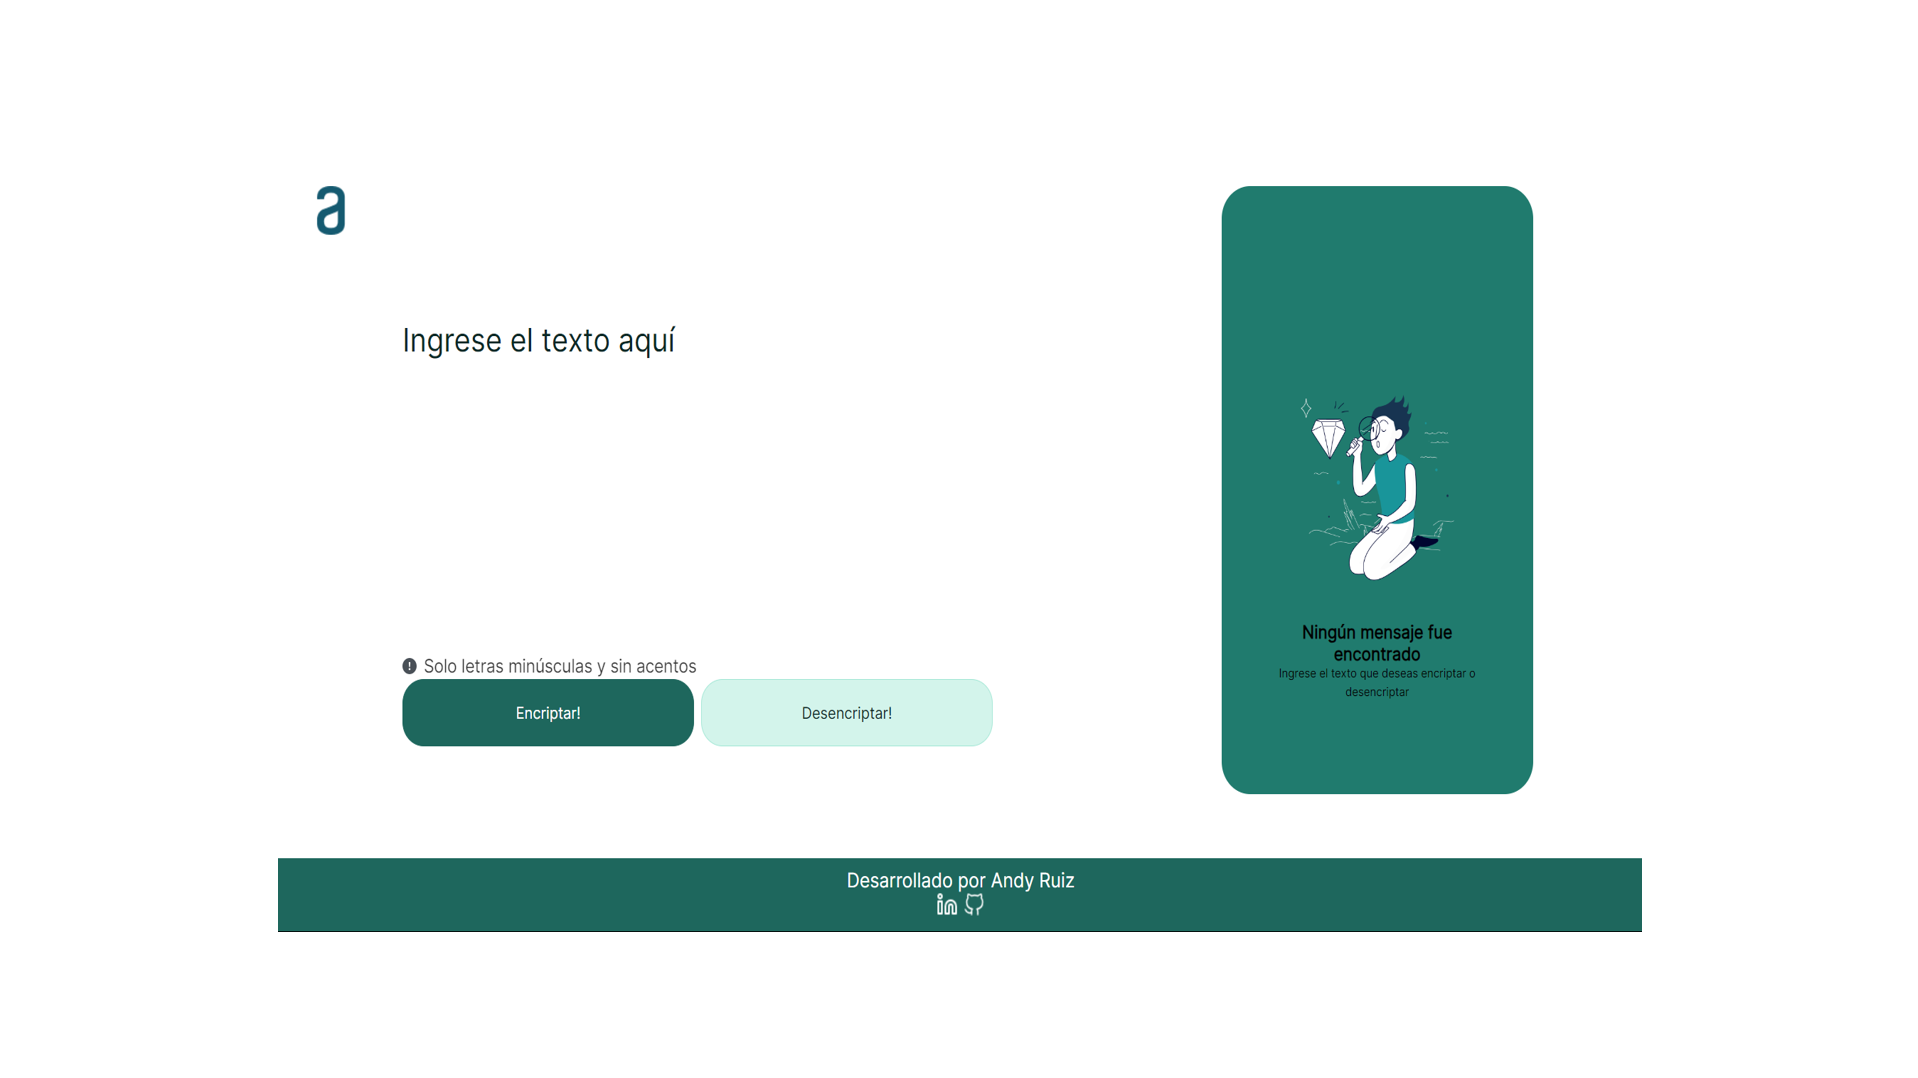 a
Ingrese el texto aquí
Solo letras minúsculas y sin acentos
Encriptar!
Desencriptar!
Ningún mensaje fue
encontrado
Ingrese el texto que deseas encriptar o
desencriptar
Desarrollado por Andy Ruiz
in